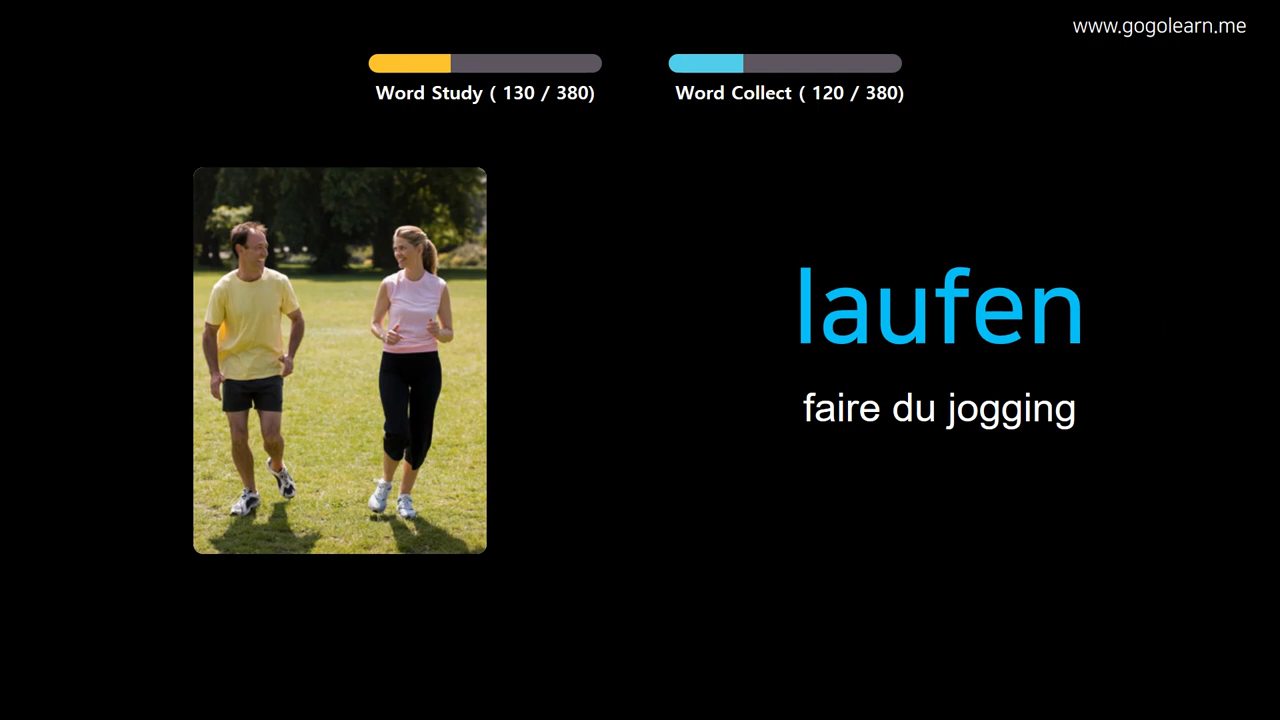 www.gogolearn.me
Word Study ( 130 / 380)
Word Collect ( 120 / 380)
laufen
faire du jogging